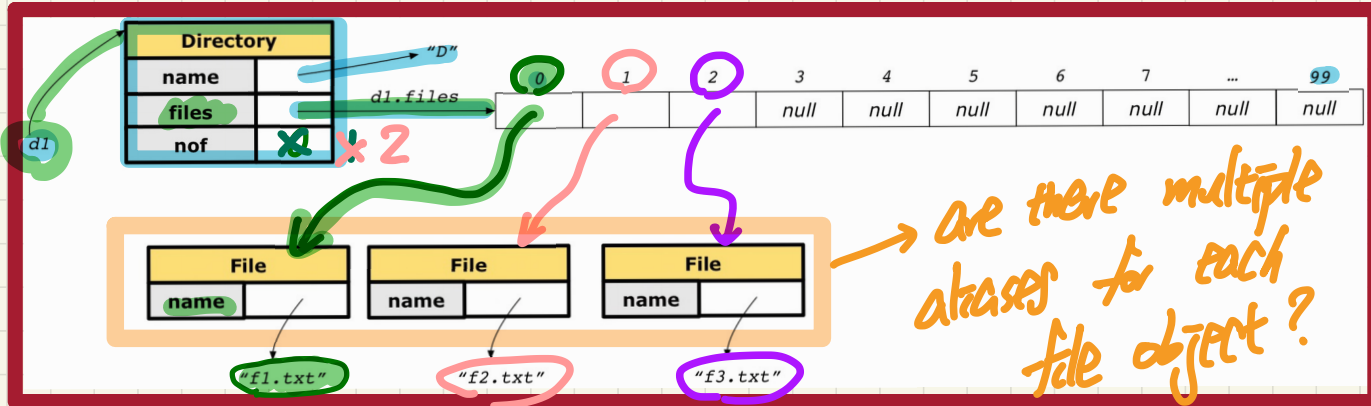 Directory
name
"D"
files
d1.files
nof
2
d1
0 1 2 3 4 5 6 7 ... 99
null null null null null null null
are there multiple
aliases for each
file object?
File File File
name name name
"f1.txt" "f2.txt" "f3.txt"